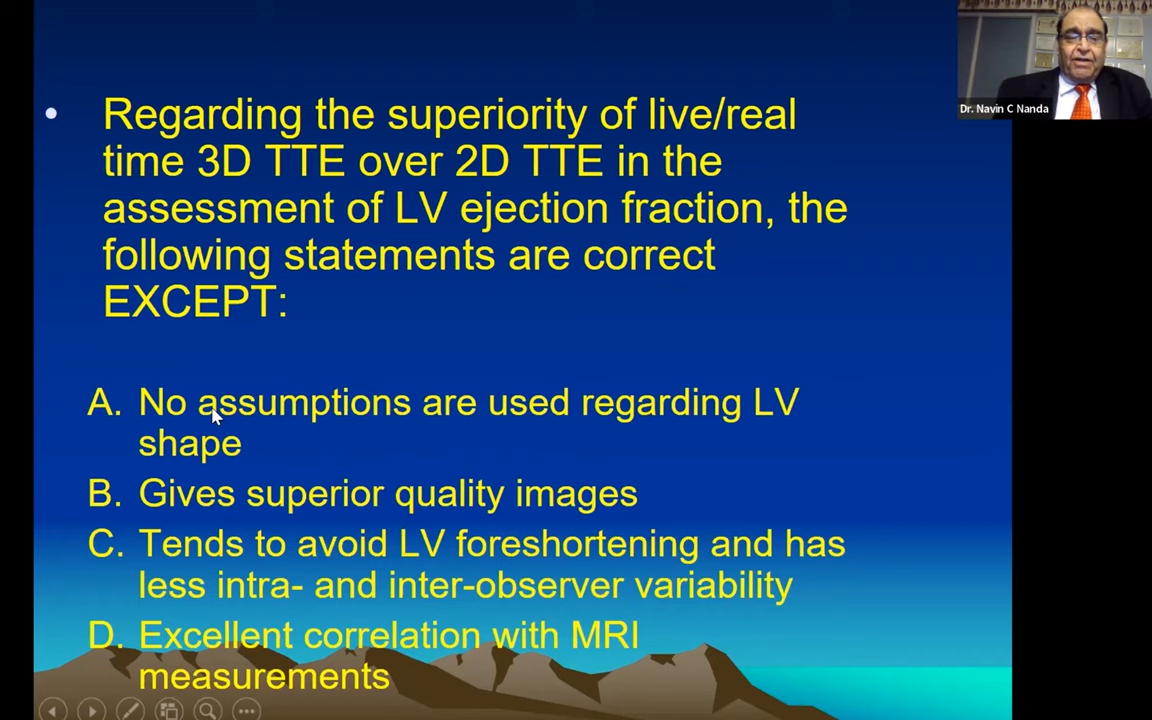 Dr. Navin C Nanda
• Regarding the superiority of live/real
time 3D TTE over 2D TTE in the
assessment of LV ejection fraction, the
following statements are correct
EXCEPT:
A. No assumptions are used regarding LV
shape
B. Gives superior quality images
C. Tends to avoid LV foreshortening and has
less intra- and inter-observer variability
D. Excellent correlation with MRI
measurements